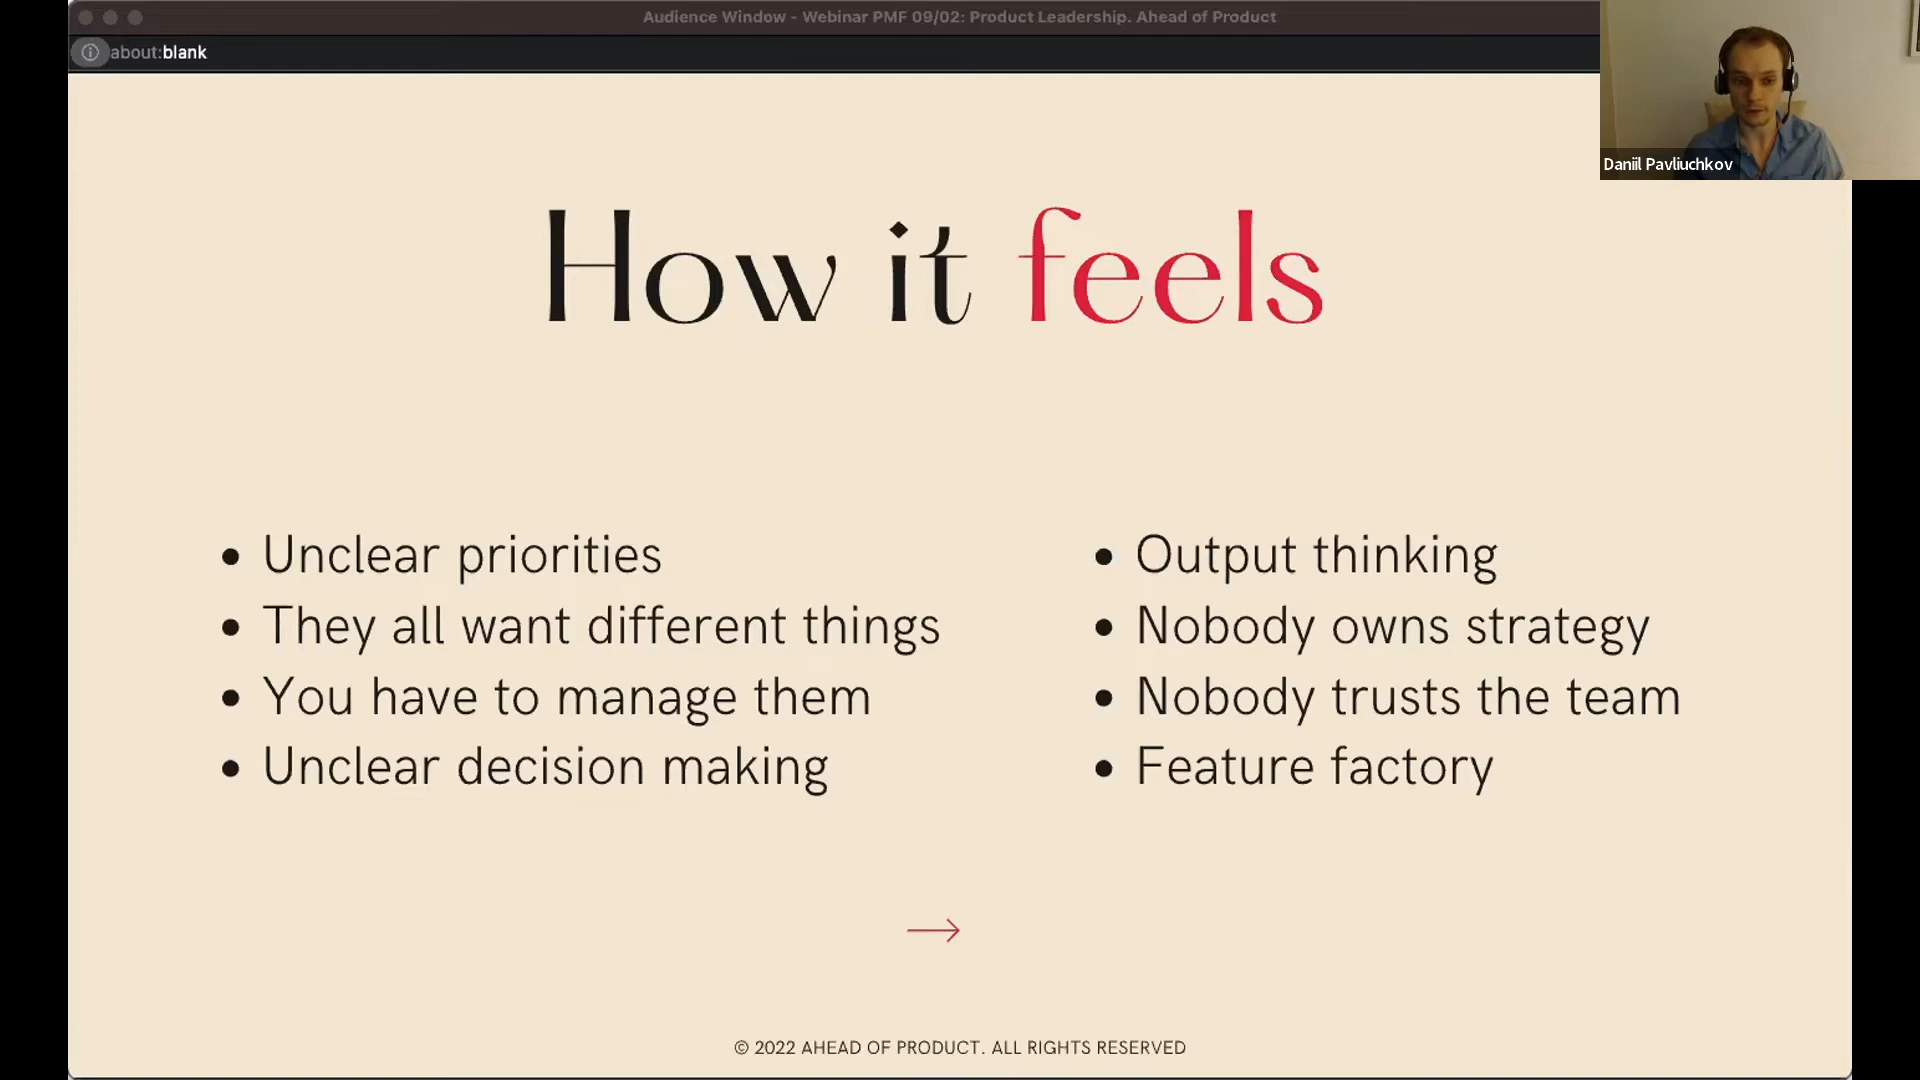 Audience Window - Webinar PMF 09/02: Product Leadership. Ahead of Product
about:blank
Daniil Pavliuchkov
How it feels
• Unclear priorities
• They all want different things
• You have to manage them
• Unclear decision making
• Output thinking
• Nobody owns strategy
• Nobody trusts the team
• Feature factory
© 2022 AHEAD OF PRODUCT. ALL RIGHTS RESERVED